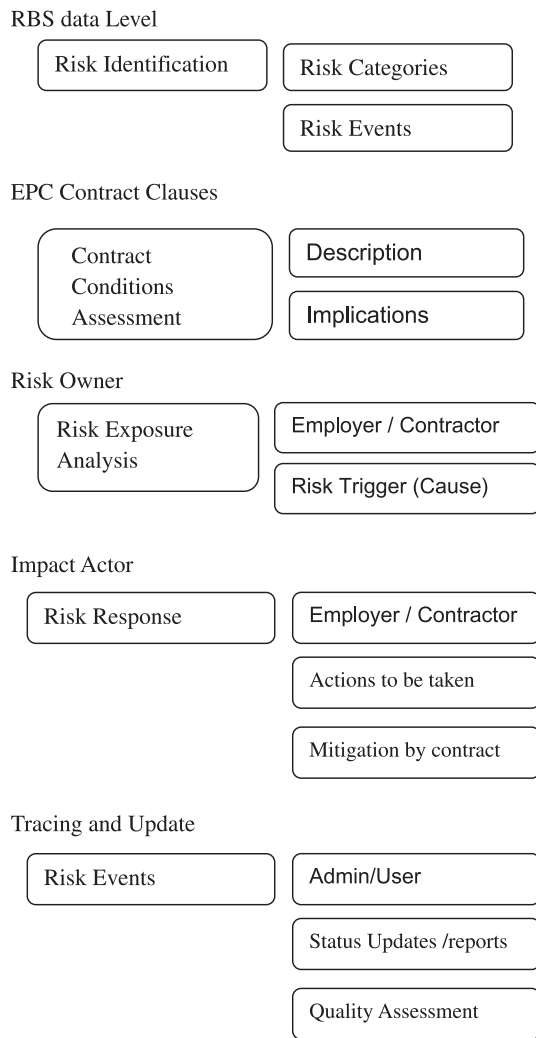 RBS data Level
Risk Identification
Risk Categories
Risk Events
EPC Contract Clauses
Contract
Conditions
Assessment
Description
Implications
Risk Owner
Risk Exposure
Analysis
Employer / Contractor
Risk Trigger (Cause)
Impact Actor
Risk Response
Employer / Contractor
Actions to be taken
Mitigation by contract
Tracing and Update
Risk Events
Admin/User
Status Updates /reports
Quality Assessment